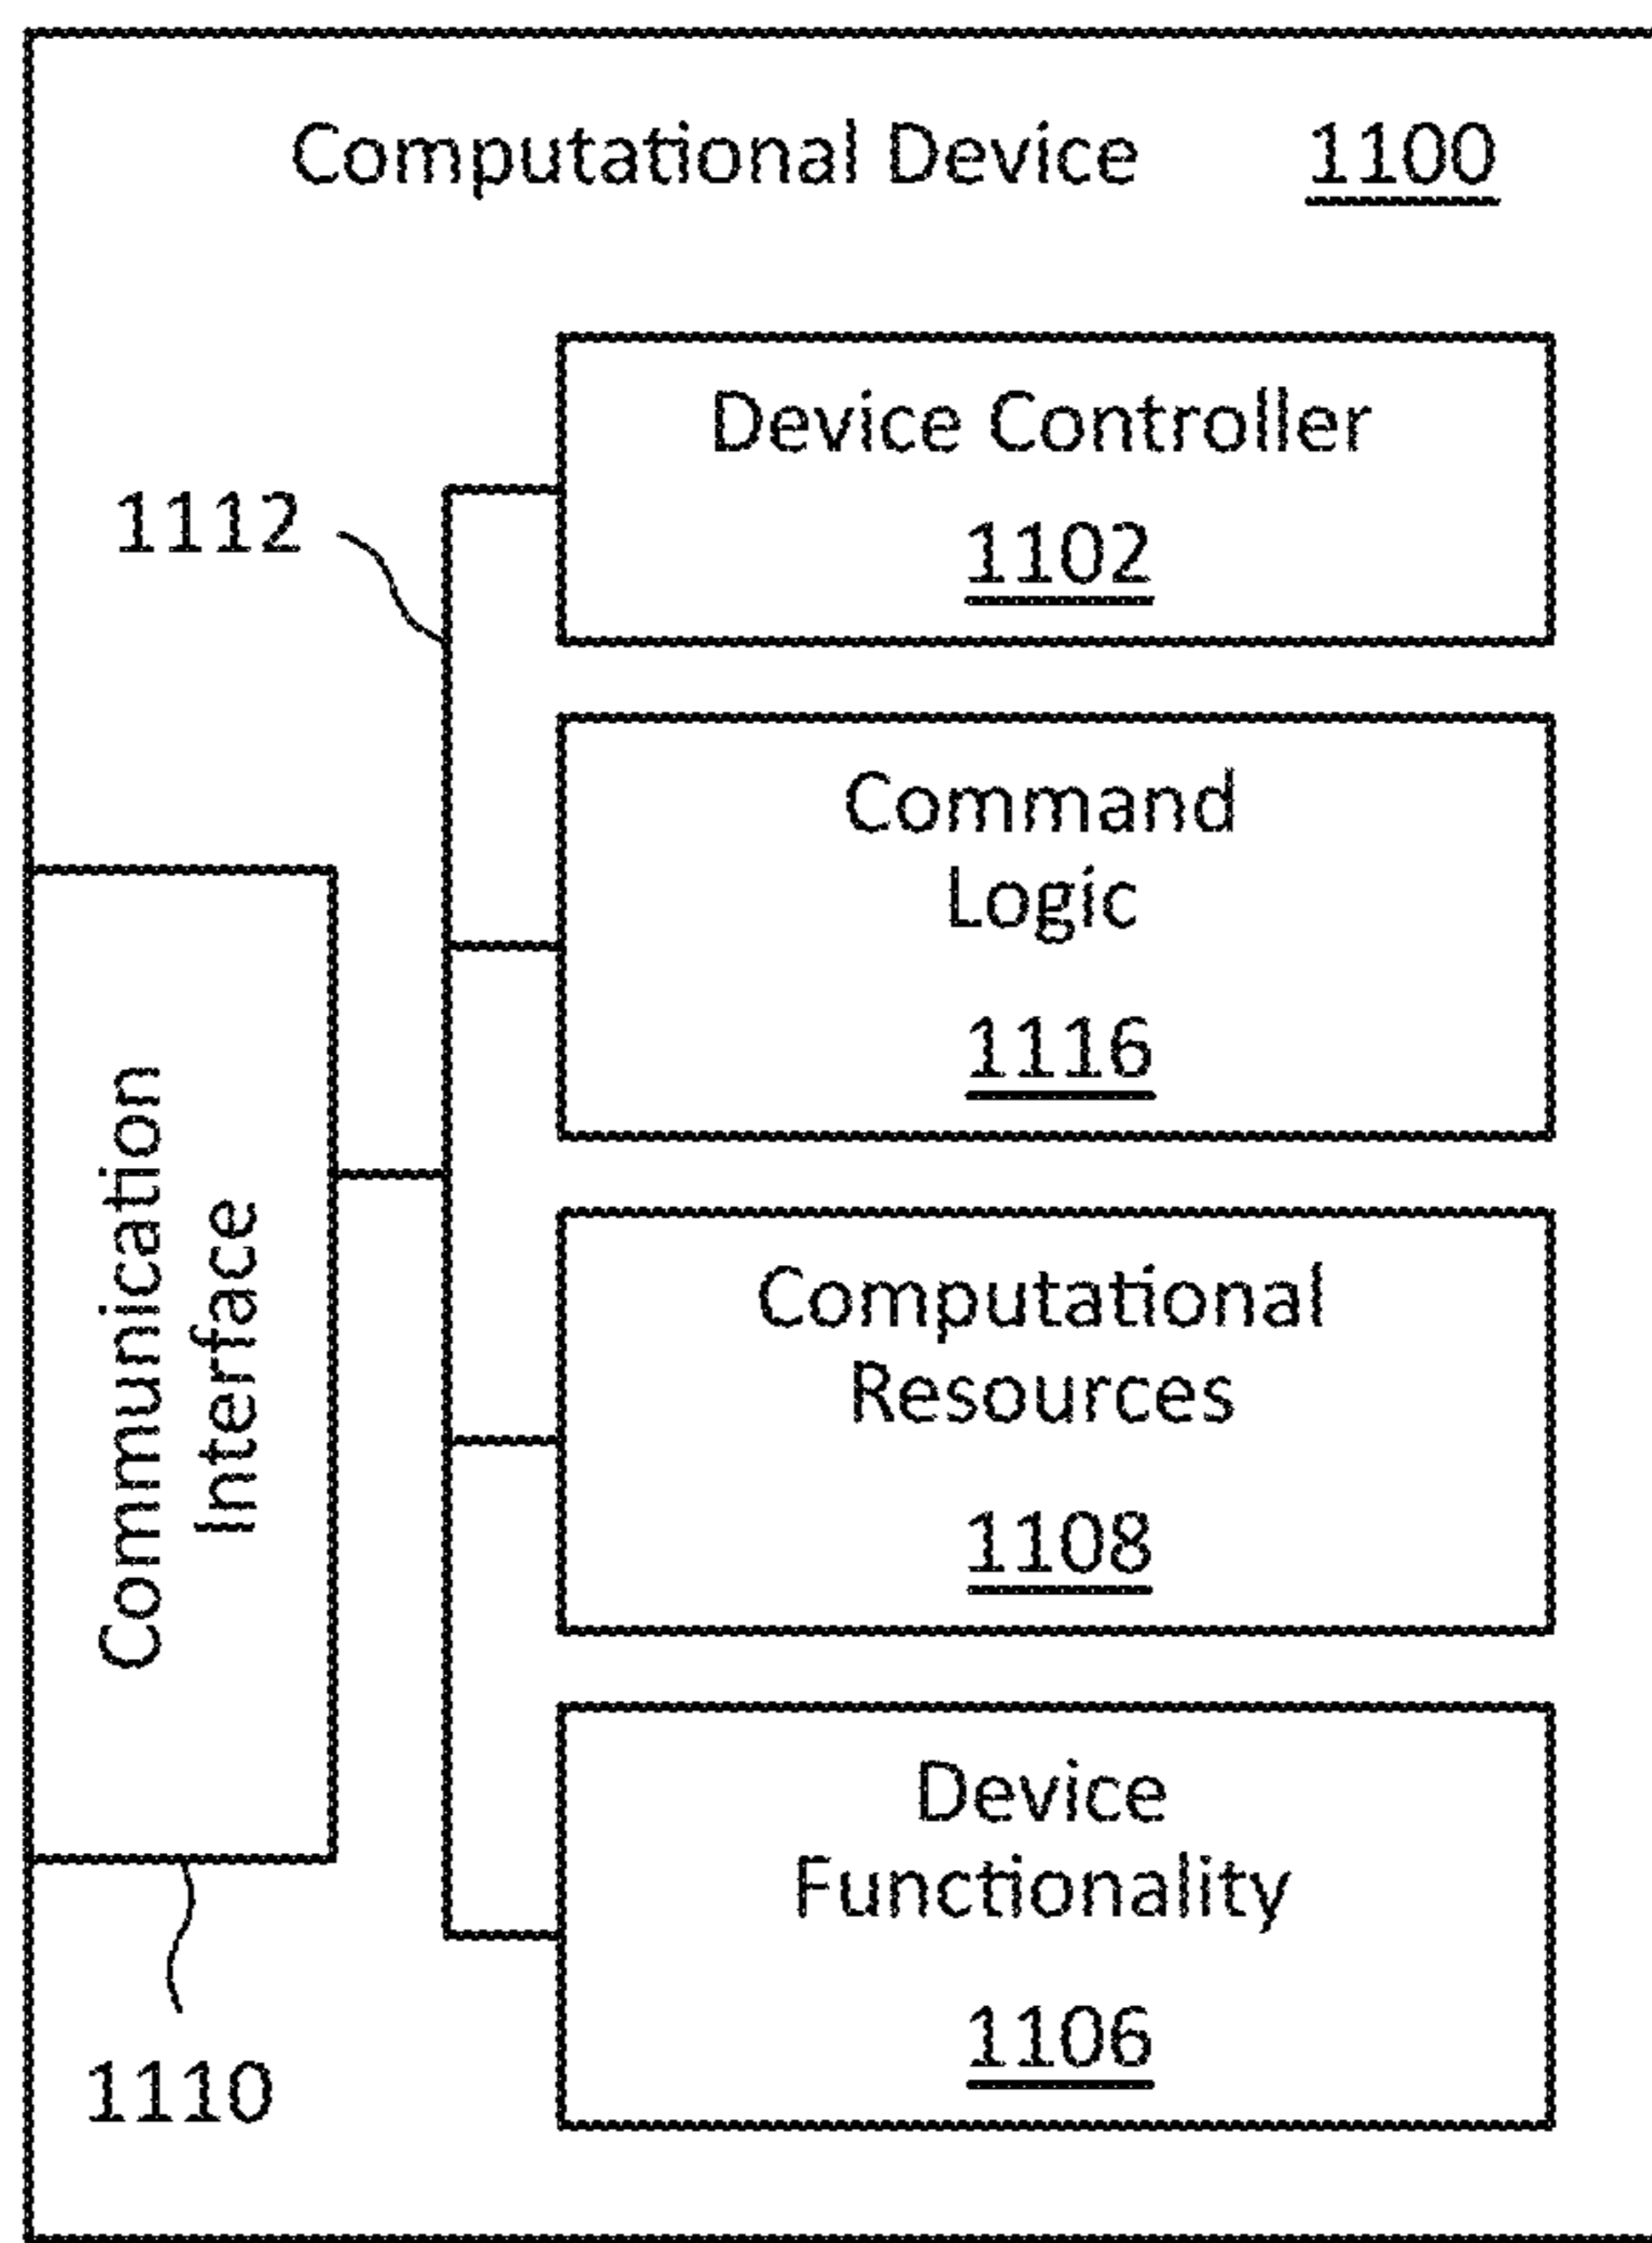 Computational Device 1100
Device Controller
1102
1112
Command
Logic
1116
Communication
Interface
Computational
Resources
1108
Device
Functionality
1106
1110